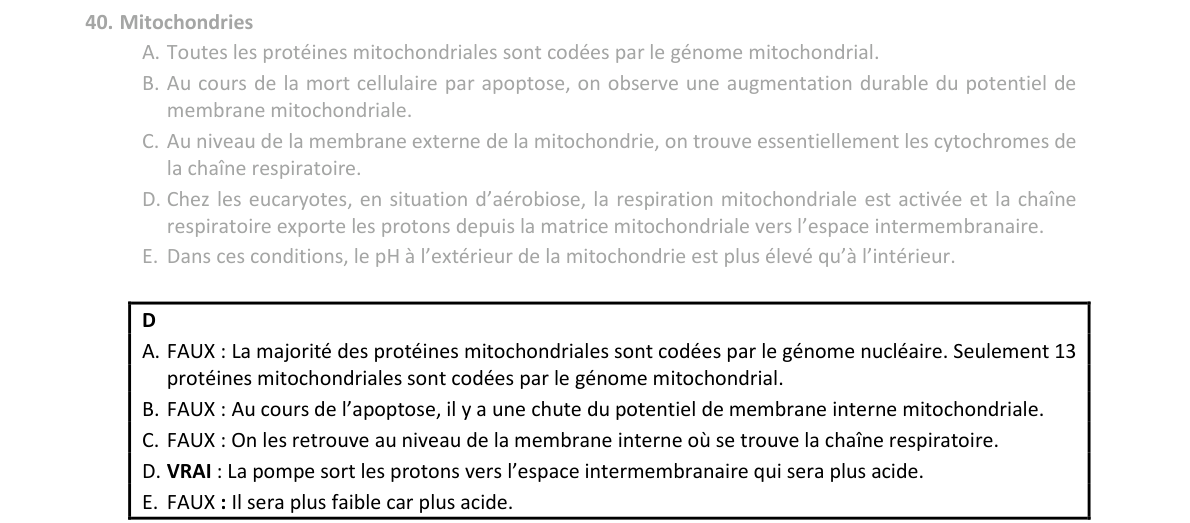 40. Mitochondries
A. Toutes les protéines mitochondriales sont codées par le génome mitochondrial.
B. Au cours de la mort cellulaire par apoptose, on observe une augmentation durable du potentiel de
membrane mitochondriale.
C. Au niveau de la membrane externe de la mitochondrie, on trouve essentiellement les cytochromes de
la chaîne respiratoire.
D. Chez les eucaryotes, en situation d’aérobiose, la respiration mitochondriale est activée et la chaîne
respiratoire exporte les protons depuis la matrice mitochondriale vers l’espace intermembranaire.
E. Dans ces conditions, le pH à l’extérieur de la mitochondrie est plus élevé qu’à l’intérieur.
D
A. FAUX : La majorité des protéines mitochondriales sont codées par le génome nucléaire. Seulement 13
protéines mitochondriales sont codées par le génome mitochondrial.
B. FAUX : Au cours de l’apoptose, il y a une chute du potentiel de membrane interne mitochondriale.
C. FAUX : On les retrouve au niveau de la membrane interne où se trouve la chaîne respiratoire.
D. VRAI : La pompe sort les protons vers l’espace intermembranaire qui sera plus acide.
E. FAUX : Il sera plus faible car plus acide.